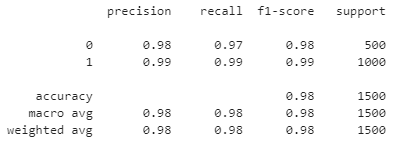 precision recall f1-score support
0 0.98 0.97 0.98 500
1 0.99 0.99 0.99 1000
accuracy 0.98 1500
macro avg 0.98 0.98 0.98 1500
weighted avg 0.98 0.98 0.98 1500